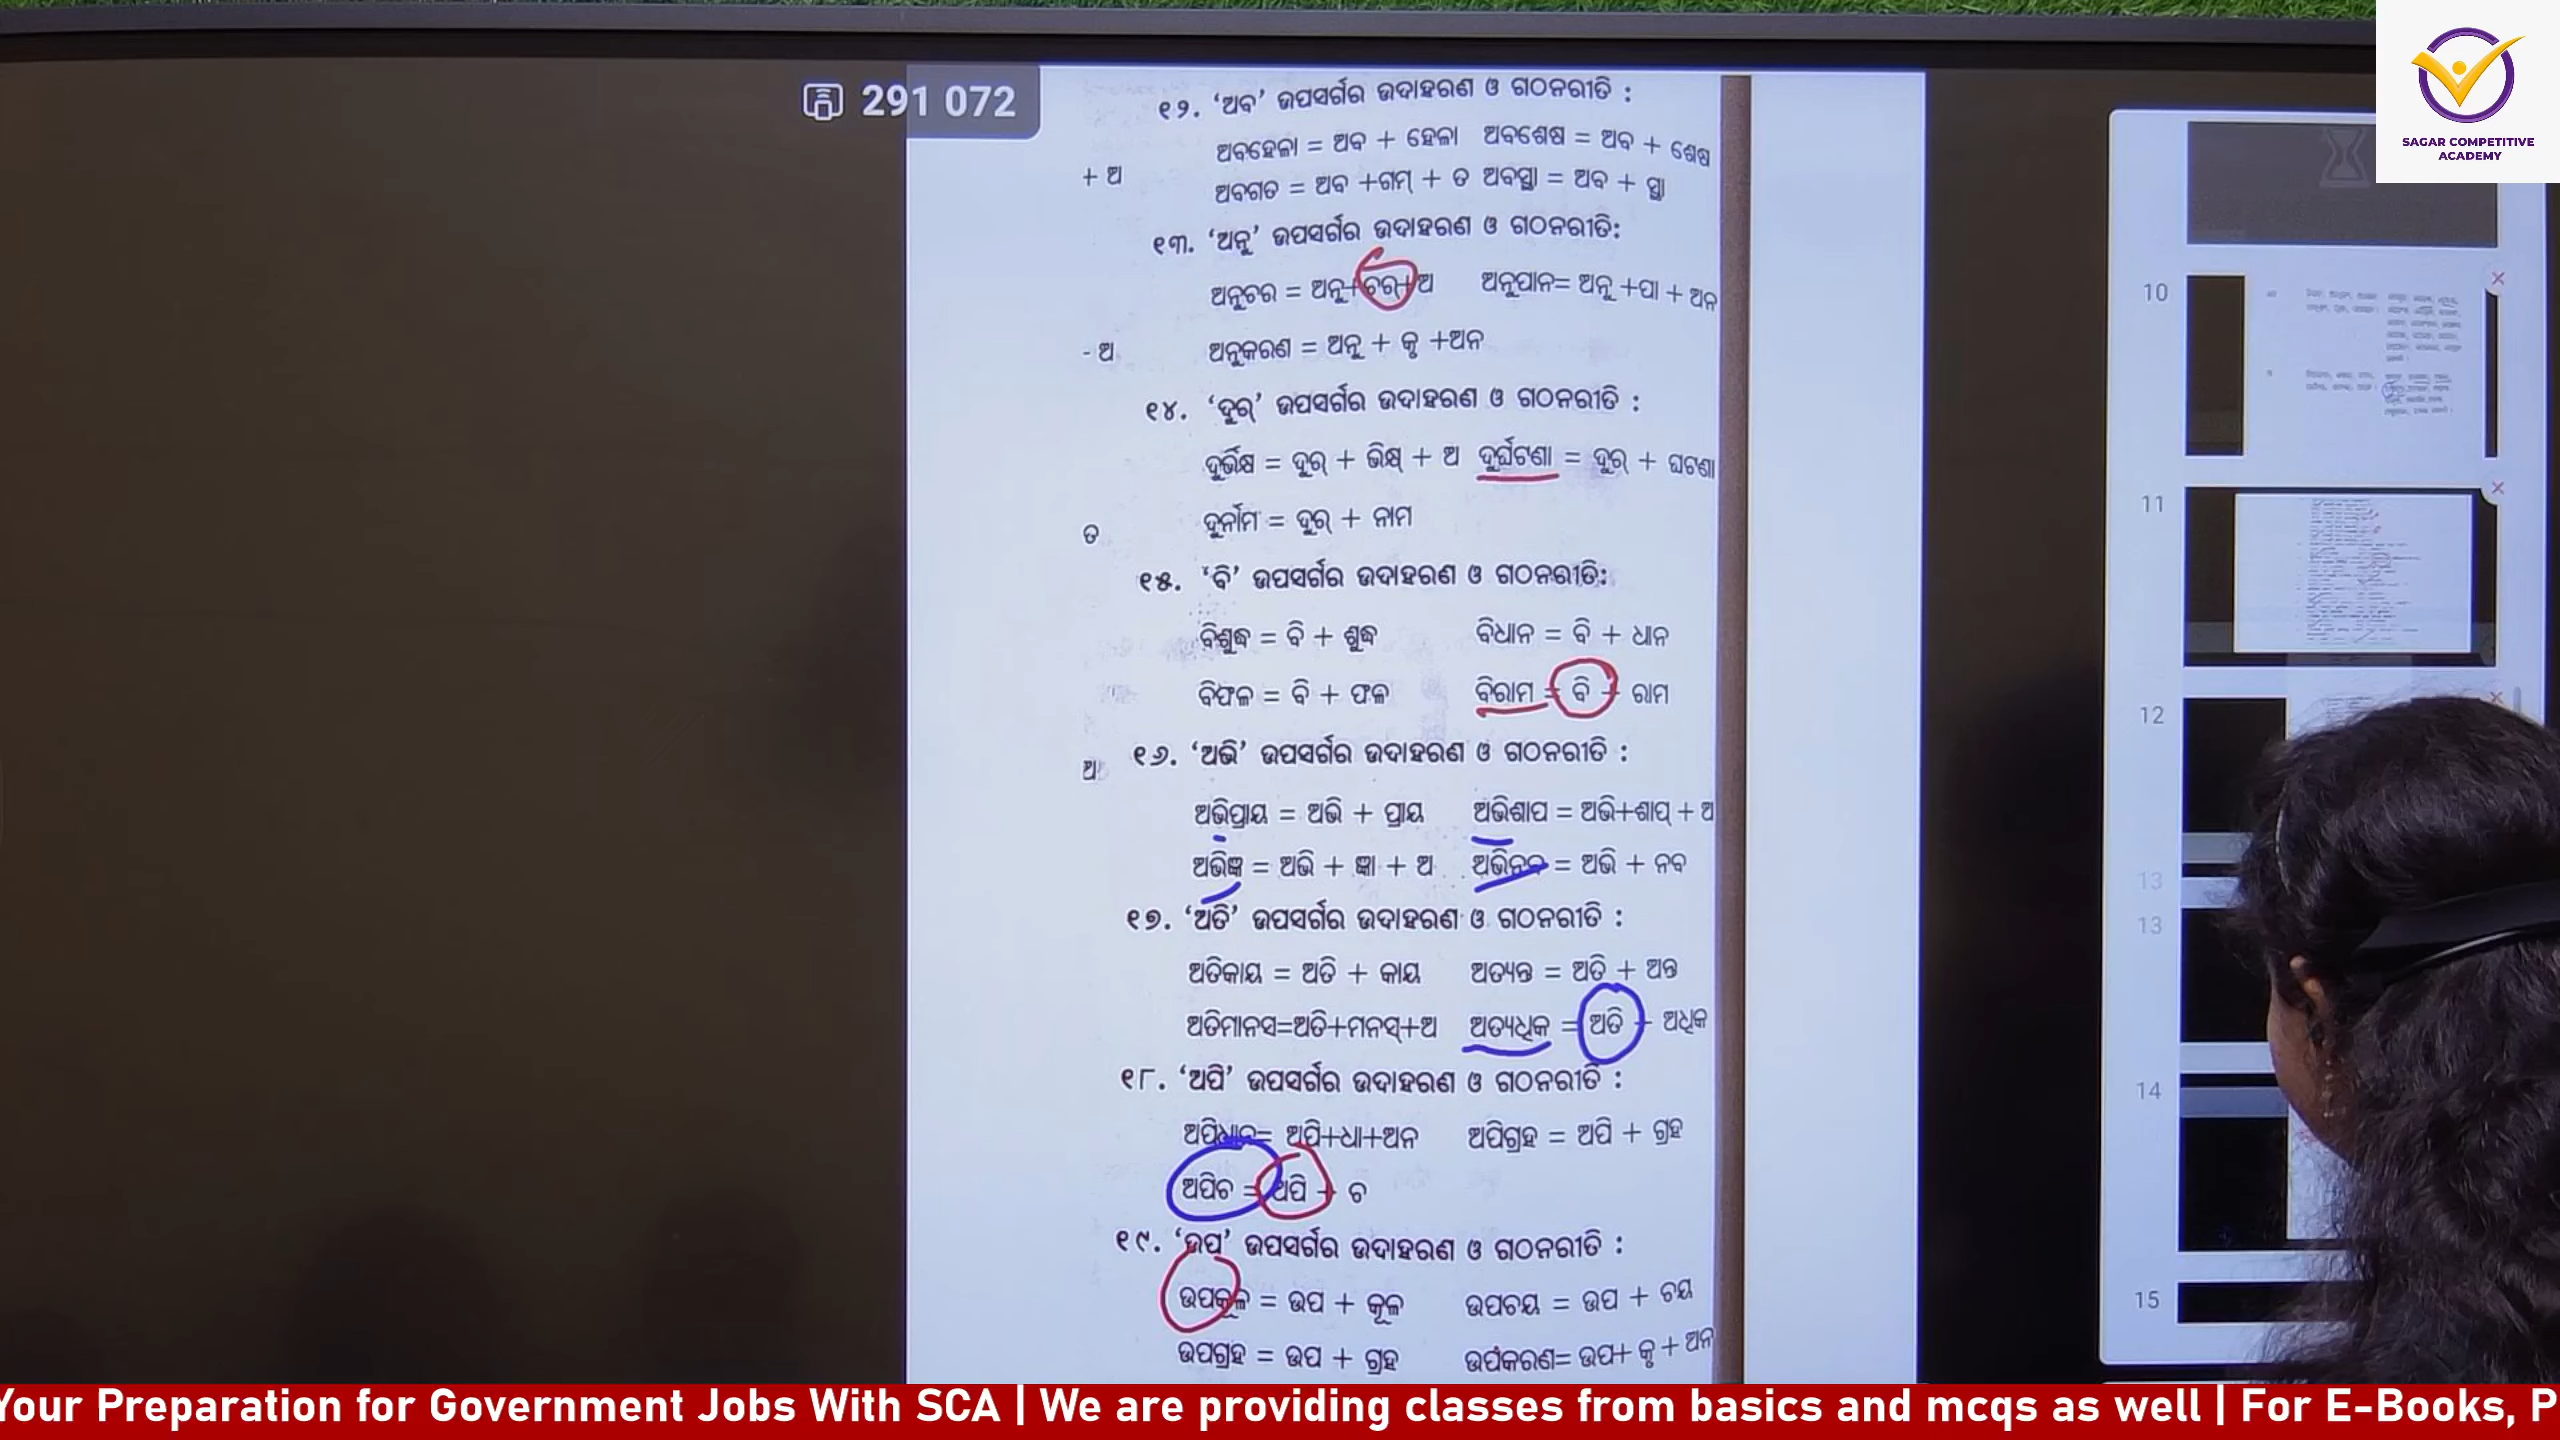 SAGAR COMPETITIVE
ACADEMY
291 072
୧୨. ‘ଅବ’ ଉପସର୍ଗର ଉଦାହରଣ ଓ ଗଠନରୀତି :
ଅବହେଳା = ଅବ + ହେଳା ଅବଶେଷ = ଅବ + ଶେଷ
+ ଅ
ଅବଗତ = ଅବ +ଗମ୍ + ତ ଅବସ୍ଥା = ଅବ + ସ୍ଥା
୧୩. ‘ଅନୁ’ ଉପସର୍ଗର ଉଦାହରଣ ଓ ଗଠନରୀତି:
ଅନୁଚର = ଅନୁ+ଚର୍+ଅ ଅନୁପାନ= ଅନୁ +ପା + ଅନ
- ଅ
ଅନୁକରଣ = ଅନୁ + କୃ +ଅନ
୧୪. ‘ଦୁର୍’ ଉପସର୍ଗର ଉଦାହରଣ ଓ ଗଠନରୀତି :
ଦୁର୍ଭିକ୍ଷ = ଦୁର୍ + ଭିକ୍ଷ୍ + ଅ ଦୁର୍ଘଟଣା = ଦୁର୍ + ଘଟଣା
ଦୁର୍ନାମ = ଦୁର୍ + ନାମ
ତ
୧୫. ‘ବି’ ଉପସର୍ଗର ଉଦାହରଣ ଓ ଗଠନରୀତି:
ବିଶୁଦ୍ଧ = ବି + ଶୁଦ୍ଧ ବିଧାନ = ବି + ଧାନ
ବିଫଳ = ବି + ଫଳ ବିରାମ = ବି + ରାମ
୧୬. ‘ଅଭି’ ଉପସର୍ଗର ଉଦାହରଣ ଓ ଗଠନରୀତି :
ଅ
ଅଭିପ୍ରାୟ = ଅଭି + ପ୍ରାୟ ଅଭିଶାପ = ଅଭି+ଶାପ୍ + ଅ
ଅଭିଜ୍ଞ = ଅଭି + ଜ୍ଞା + ଅ ଅଭିନବ = ଅଭି + ନବ
୧୭. ‘ଅତି’ ଉପସର୍ଗର ଉଦାହରଣ ଓ ଗଠନରୀତି :
ଅତିକାୟ = ଅତି + କାୟ ଅତ୍ୟନ୍ତ = ଅତି + ଅନ୍ତ
ଅତିମାନସ=ଅତି+ମନସ୍+ଅ ଅତ୍ୟଧିକ = ଅତି + ଅଧିକ
୧୮. ‘ଅପି’ ଉପସର୍ଗର ଉଦାହରଣ ଓ ଗଠନରୀତି :
ଅପିଧାନ= ଅପି+ଧା+ଅନ ଅପିଗ୍ରହ = ଅପି + ଗ୍ରହ
ଅପିଚ = ଅପି + ଚ
୧୯. ‘ଉପ’ ଉପସର୍ଗର ଉଦାହରଣ ଓ ଗଠନରୀତି :
ଉପକୂଳ = ଉପ + କୂଳ ଉପଚୟ = ଉପ + ଚୟ
ଉପଗ୍ରହ = ଉପ + ଗ୍ରହ ଉପକରଣ= ଉପ+ କୃ + ଅନ
10
11
12
13
13
14
15
Your Preparation for Government Jobs With SCA | We are providing classes from basics and mcqs as well | For E-Books, P